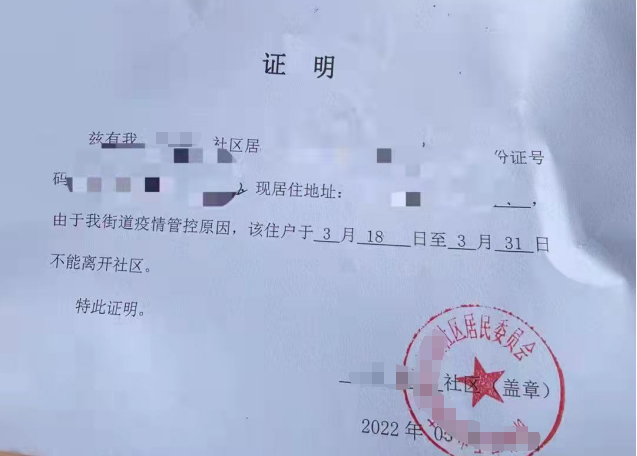 证 明
兹有我 社区居 ， 份证号
码 ，现居住地址： ，
由于我街道疫情管控原因，该住户于 3 月 18 日至 3 月 31 日
不能离开社区。
特此证明。
社区居民委员会
社区（盖章）
2022 年 03